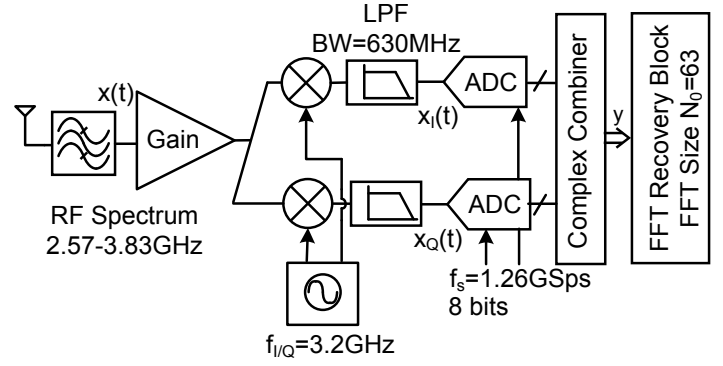 LPF
BW=630MHz
x(t)
Gain
ADC
x_I(t)
RF Spectrum
2.57-3.83GHz
ADC
x_Q(t)
f_s=1.26GSps
8 bits
f_I/Q=3.2GHz
Complex Combiner
y
FFT Recovery Block
FFT Size N_0=63